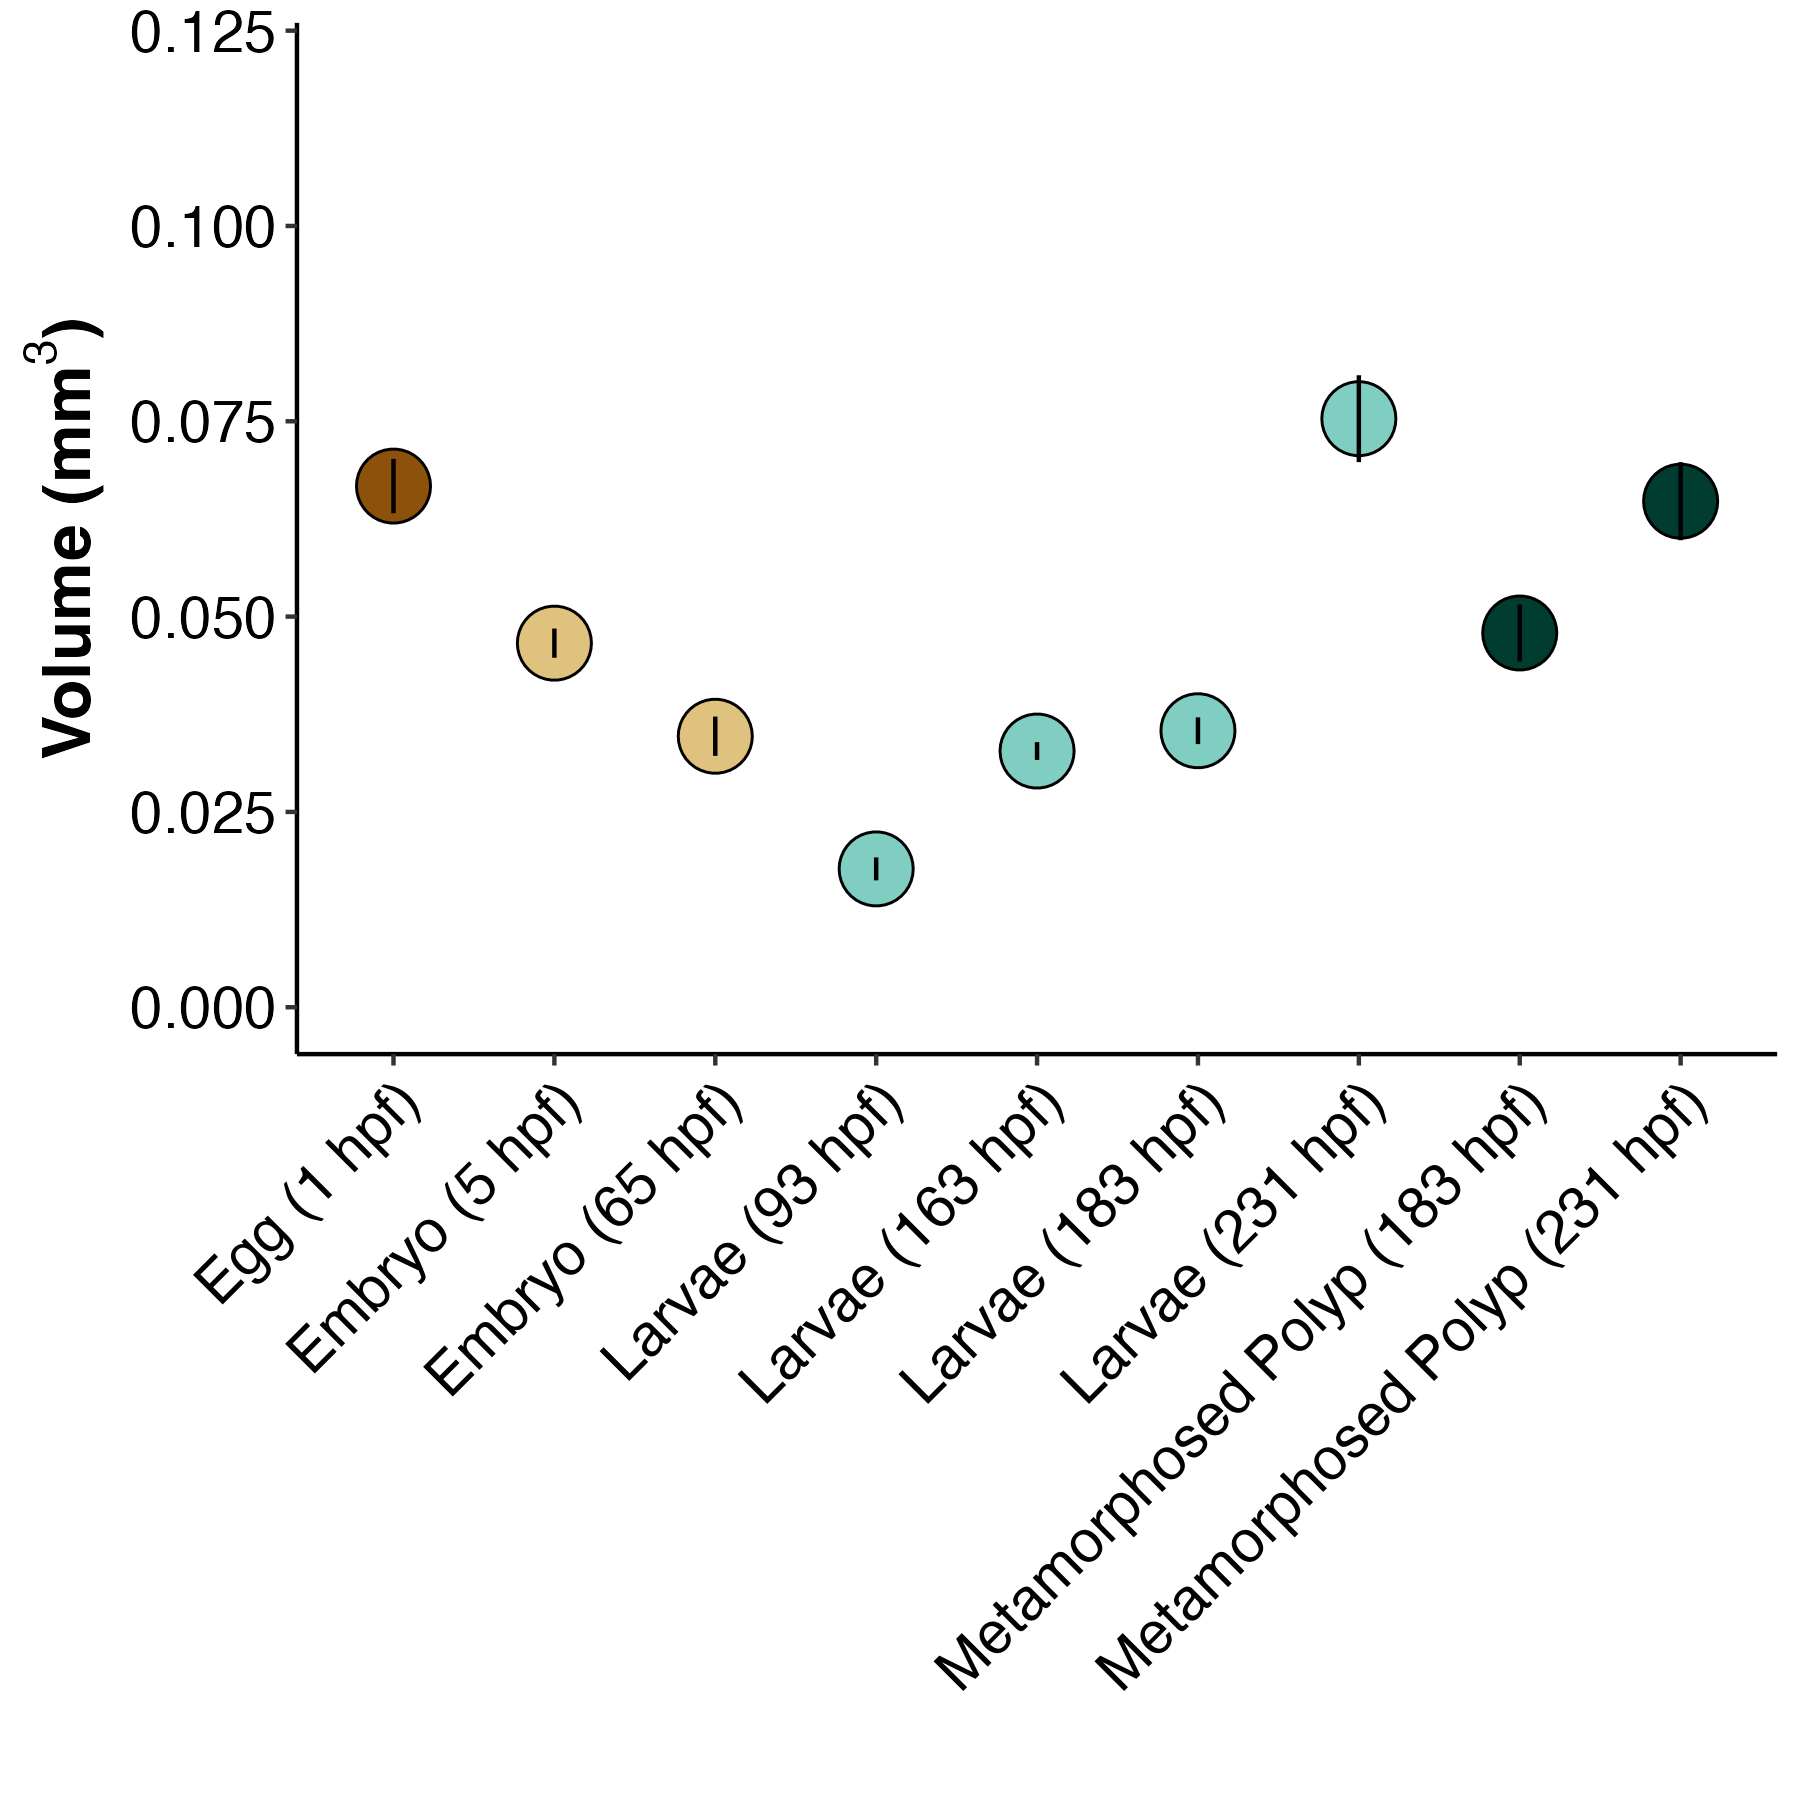 Volume (mm³)
0.125
0.100
0.075
0.050
0.025
0.000
Egg (1 hpf)
Embryo (5 hpf)
Embryo (65 hpf)
Larvae (93 hpf)
Larvae (163 hpf)
Larvae (183 hpf)
Larvae (231 hpf)
Metamorphosed Polyp (183 hpf)
Metamorphosed Polyp (231 hpf)